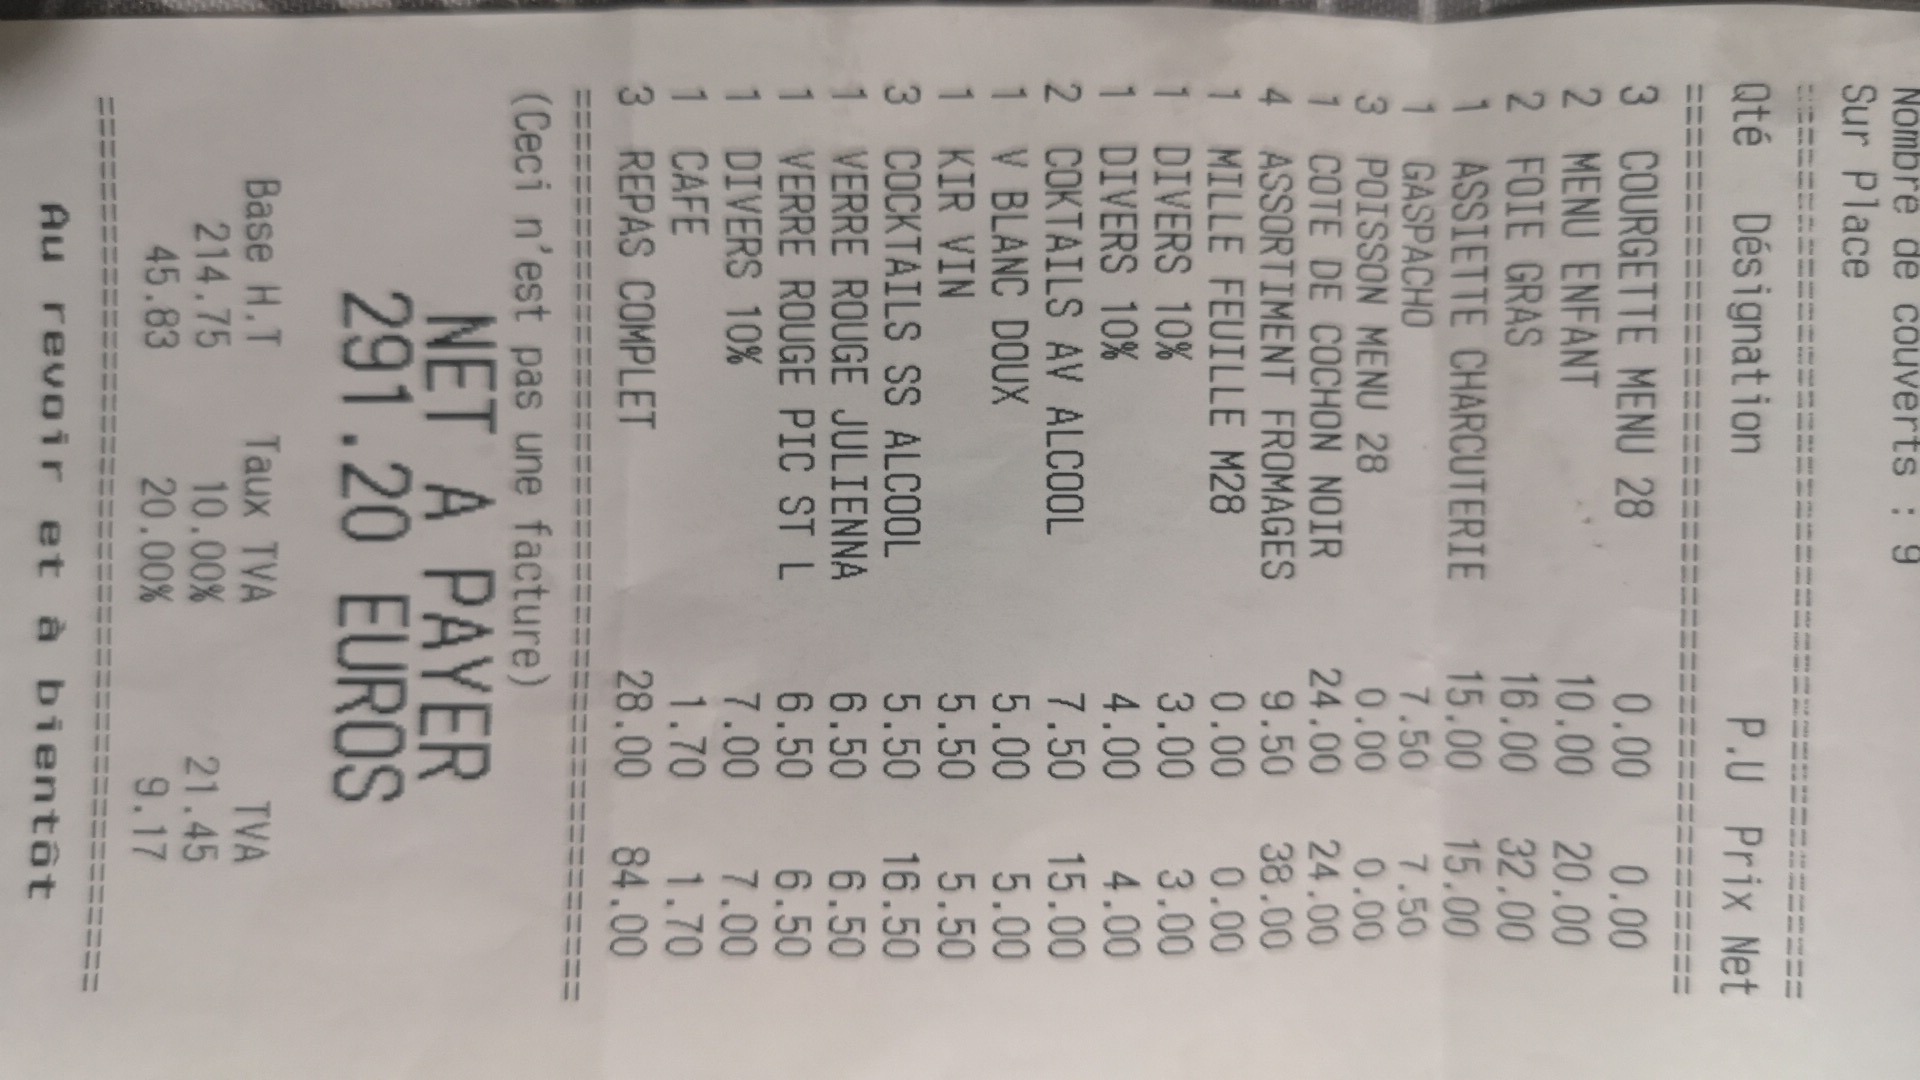 Nombre de couverts : 9
Sur Place
==================================
Qté Désignation P.U Prix Net
==================================
3 COURGETTE MENU 28 0.00 0.00
2 MENU ENFANT 10.00 20.00
2 FOIE GRAS 16.00 32.00
1 ASSIETTE CHARCUTERIE 15.00 15.00
1 GASPACHO 7.50 7.50
3 POISSON MENU 28 0.00 0.00
1 COTE DE COCHON NOIR 24.00 24.00
4 ASSORTIMENT FROMAGES 9.50 38.00
1 MILLE FEUILLE M28 0.00 0.00
1 DIVERS 10% 3.00 3.00
1 DIVERS 10% 4.00 4.00
2 COKTAILS AV ALCOOL 7.50 15.00
1 V BLANC DOUX 5.00 5.00
1 KIR VIN 5.50 5.50
3 COCKTAILS SS ALCOOL 5.50 16.50
1 VERRE ROUGE JULIENNA 6.50 6.50
1 VERRE ROUGE PIC ST L 6.50 6.50
1 DIVERS 10% 7.00 7.00
1 CAFE 1.70 1.70
3 REPAS COMPLET 28.00 84.00
==================================
(Ceci n'est pas une facture)
NET A PAYER
291.20 EUROS
Base H.T Taux TVA TVA
214.75 10.00% 21.45
45.83 20.00% 9.17
==================================
Au revoir et à bientôt